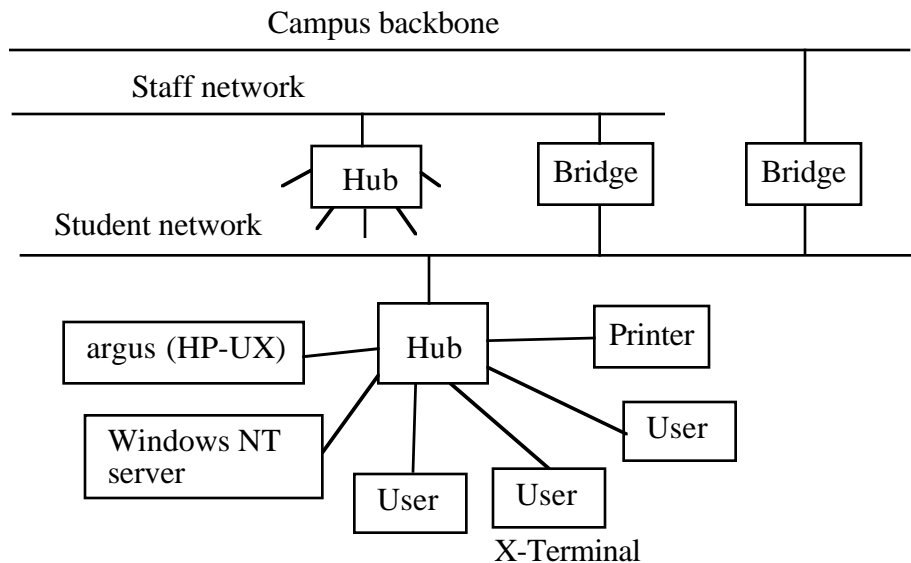 Campus backbone
Staff network
Hub
Bridge
Bridge
Student network
argus (HP-UX)
Hub
Printer
Windows NT
server
User
User
User
X-Terminal